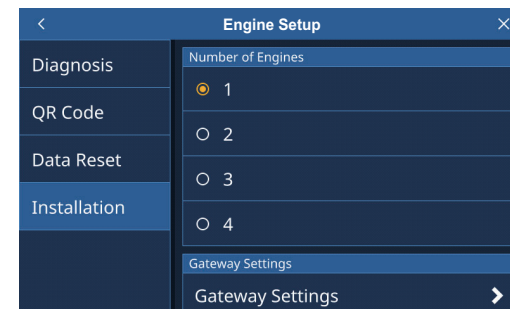 Engine Setup
Diagnosis
QR Code
Data Reset
Installation
Number of Engines
1
2
3
4
Gateway Settings
Gateway Settings